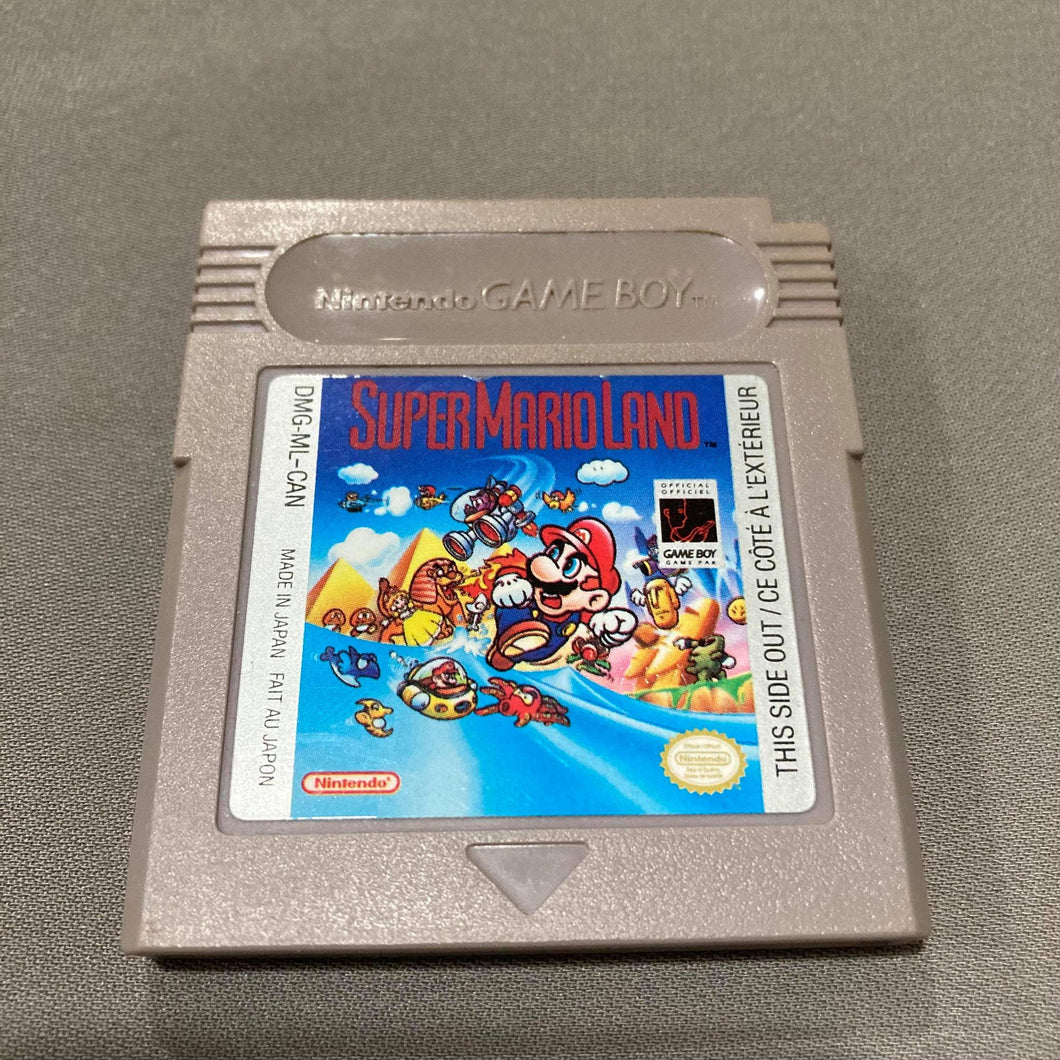 Nintendo GAME BOY™
SUPER MARIO LAND™
DMG-ML-CAN
MADE IN JAPAN FAIT AU JAPON
OFFICIAL
OFFICIEL
GAME BOY
GAME PAK
THIS SIDE OUT / CE CÔTÉ À L'EXTÉRIEUR
Nintendo®
Nintendo